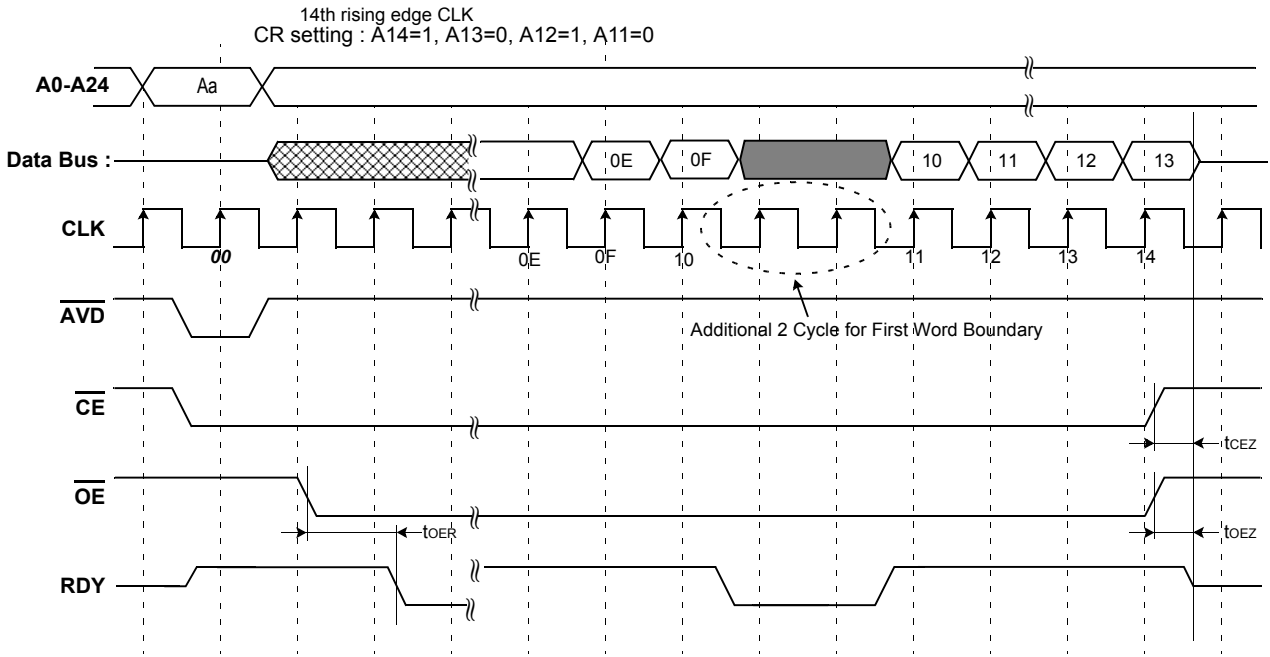 14th rising edge CLK
CR setting : A14=1, A13=0, A12=1, A11=0
A0-A24 Aa
Data Bus : 0E 0F 10 11 12 13
CLK
00 0E 0F 10 11 12 13 14
AVD
Additional 2 Cycle for First Word Boundary
CE
tCEZ
OE
tOER tOEZ
RDY